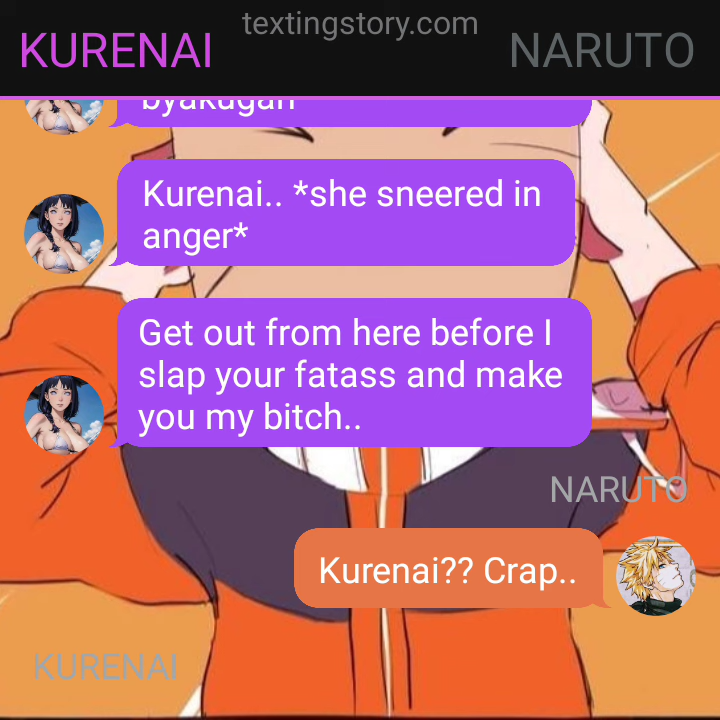 textingstory.com
KURENAI
NARUTO
byakugan
Kurenai.. *she sneered in
anger*
Get out from here before I
slap your fatass and make
you my bitch..
NARUTO
Kurenai?? Crap..
KURENAI